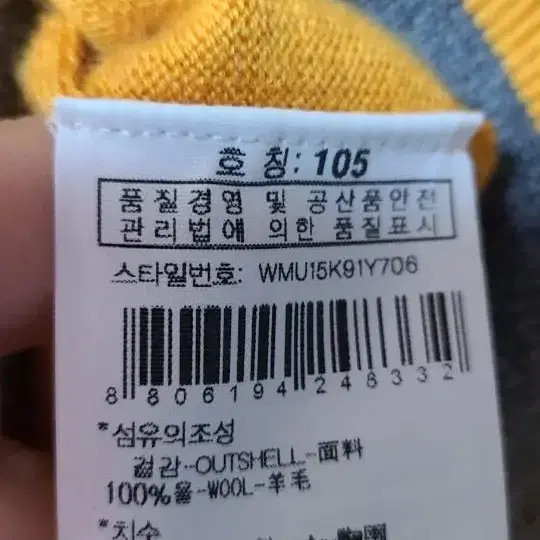 호 칭: 105
품질경영 및 공산품안전
관리법에 의한 품질표시
스타일번호: WMU15K91Y706
8 806194 248332
*섬유의조성
겉감--OUTSHELL--面料
100%울--WOOL--羊毛
*치수